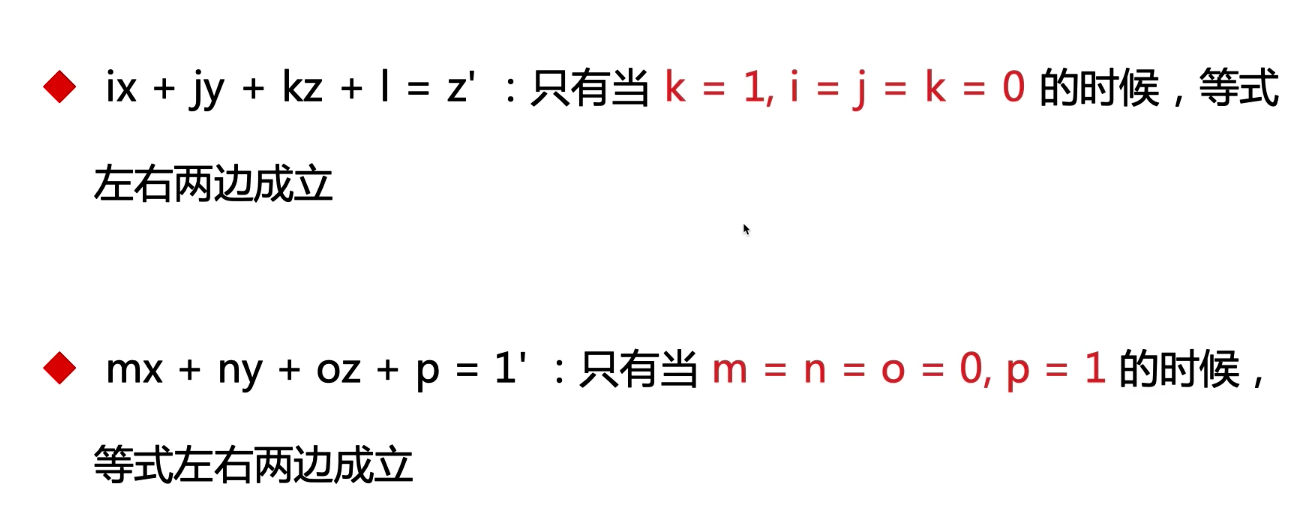 ix + jy + kz + l = z' ：只有当 k = 1, i = j = k = 0 的时候，等式
左右两边成立
mx + ny + oz + p = 1' ：只有当 m = n = o = 0, p = 1 的时候，
等式左右两边成立